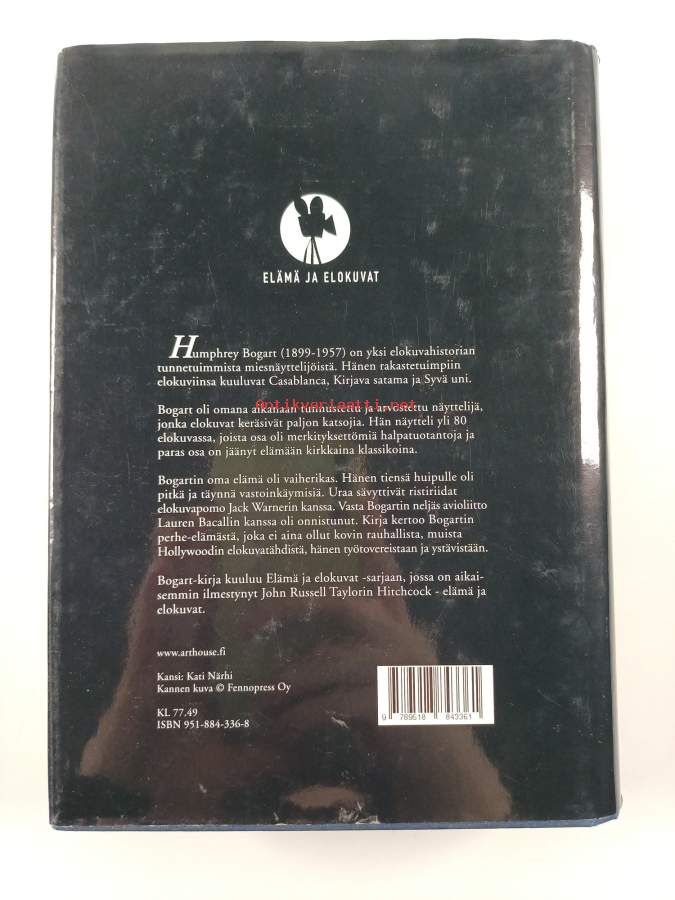 ELÄMÄ JA ELOKUVAT
Humphrey Bogart (1899-1957) on yksi elokuvahistorian
tunnetuimmista miesnäyttelijöistä. Hänen rakastetuimpiin
elokuviinsa kuuluvat Casablanca, Kirjava satama ja Syvä uni.
Antikvariaatti.net
Bogart oli omana aikanaan tunnustettu ja arvostettu näyttelijä,
jonka elokuvat keräsivät paljon katsojia. Hän näytteli yli 80
elokuvassa, joista osa oli merkityksettömiä halpatuotantoja ja
paras osa on jäänyt elämään kirkkaina klassikoina.
Bogartin oma elämä oli vaiherikas. Hänen tiensä huipulle oli
pitkä ja täynnä vastoinkäymisiä. Uraa sävyttivät ristiriidat
elokuvapomo Jack Warnerin kanssa. Vasta Bogartin neljäs avioliitto
Lauren Bacallin kanssa oli onnistunut. Kirja kertoo Bogartin
perhe-elämästä, joka ei aina ollut kovin rauhallista, muista
Hollywoodin elokuvatähdistä, hänen työtovereistaan ja ystävistään.
Bogart-kirja kuuluu Elämä ja elokuvat -sarjaan, jossa on aikai-
semmin ilmestynyt John Russell Taylorin Hitchcock - elämä ja
elokuvat.
www.arthouse.fi
Kansi: Kati Närhi
Kannen kuva © Fennopress Oy
KL 77.49
ISBN 951-884-336-8
9 789518 843361